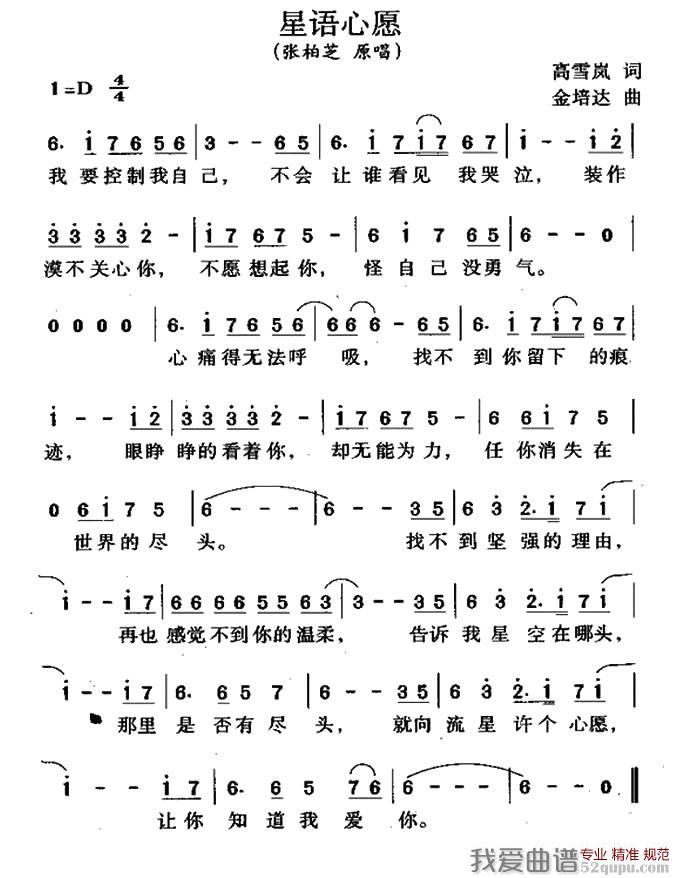 星语心愿
(张柏芝 原唱)
1=D 4/4
高雪岚 词
金培达 曲
6· i 7 6 5 6 | 3 - - 6 5 | 6· i 7 i 7 6 7 | i - - i 2̇ |
我要控制我自己, 不会 让谁看见 我哭泣, 装作
3̇ 3̇ 3̇ 3̇ 2̇ - | i 7 6 7 5 - | 6 i 7 6 5 | 6 - - 0 |
漠不关心你, 不愿想起你, 怪自己没勇气。
0 0 0 0 | 6· i 7 6 5 6 | 6 6 6 - 6 5 | 6· i 7 i 7 6 7 |
心痛得无法呼 吸, 找不 到你留下 的痕
i - - i 2̇ | 3̇ 3̇ 3̇ 3̇ 2̇ - | i 7 6 7 5 - | 6 6 i 7 5 |
迹, 眼睁 睁的看着你, 却无能为力, 任你消失在
0 6 i 7 5 | 6 - - - | 6 - - 3 5 | 6 3̇ 2̇· i 7 i |
世界的尽 头。 找不到坚 强的理由,
i - - i 7 | 6 6 6 6 5 5 6 3 | 3 - - 3 5 | 6 3̇ 2̇· i 7 i |
再也 感觉不到你的温柔, 告诉我星 空在哪头,
i - - i 7 | 6· 6 5 5 | 6 - - 3 5 | 6 3̇ 2̇· i 7 i |
那里 是否有尽 头, 就向 流星 许个心愿,
i - - i 7 | 6· 6 5 7 6 | 6 - - - | 6 - - 0 ‖
让你 知道我爱 你。
我爱曲谱 专业 精准 规范
52qupu.com